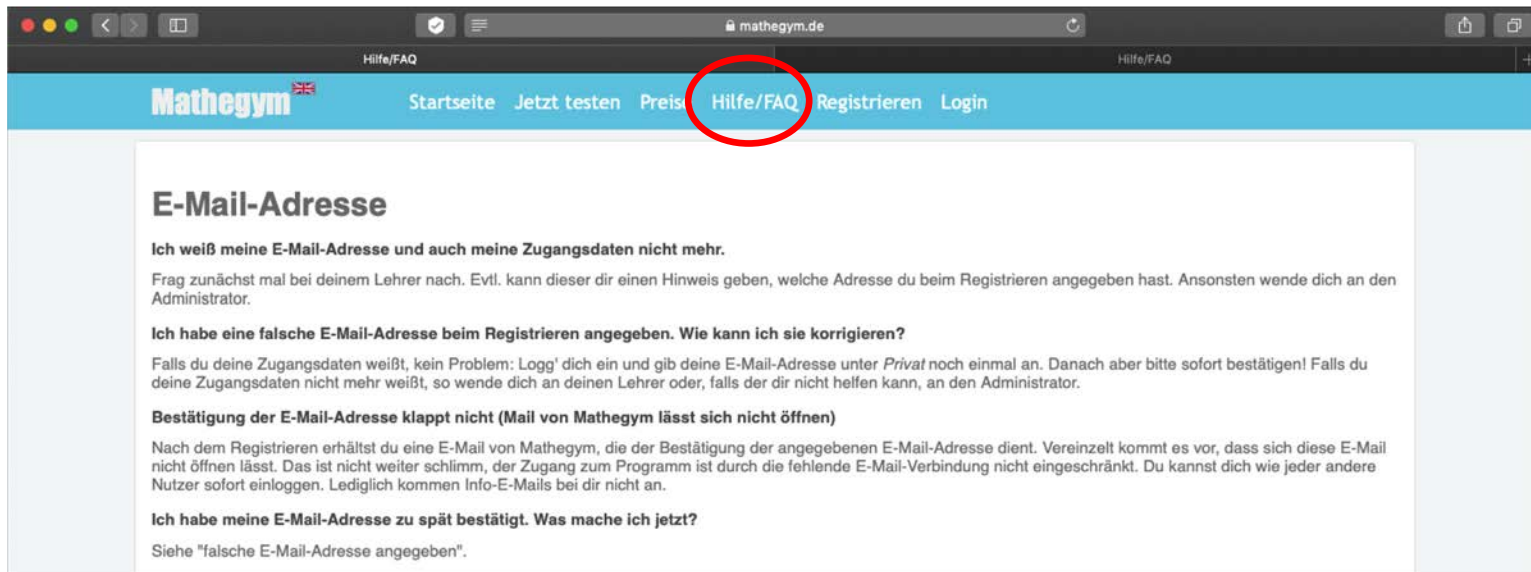 mathegym.de
Hilfe/FAQ
Hilfe/FAQ
Mathegym
Startseite Jetzt testen Preise Hilfe/FAQ Registrieren Login
E-Mail-Adresse
Ich weiß meine E-Mail-Adresse und auch meine Zugangsdaten nicht mehr.
Frag zunächst mal bei deinem Lehrer nach. Evtl. kann dieser dir einen Hinweis geben, welche Adresse du beim Registrieren angegeben hast. Ansonsten wende dich an den
Administrator.
Ich habe eine falsche E-Mail-Adresse beim Registrieren angegeben. Wie kann ich sie korrigieren?
Falls du deine Zugangsdaten weißt, kein Problem: Logg' dich ein und gib deine E-Mail-Adresse unter Privat noch einmal an. Danach aber bitte sofort bestätigen! Falls du
deine Zugangsdaten nicht mehr weißt, so wende dich an deinen Lehrer oder, falls der dir nicht helfen kann, an den Administrator.
Bestätigung der E-Mail-Adresse klappt nicht (Mail von Mathegym lässt sich nicht öffnen)
Nach dem Registrieren erhältst du eine E-Mail von Mathegym, die der Bestätigung der angegebenen E-Mail-Adresse dient. Vereinzelt kommt es vor, dass sich diese E-Mail
nicht öffnen lässt. Das ist nicht weiter schlimm, der Zugang zum Programm ist durch die fehlende E-Mail-Verbindung nicht eingeschränkt. Du kannst dich wie jeder andere
Nutzer sofort einloggen. Lediglich kommen Info-E-Mails bei dir nicht an.
Ich habe meine E-Mail-Adresse zu spät bestätigt. Was mache ich jetzt?
Siehe "falsche E-Mail-Adresse angegeben".